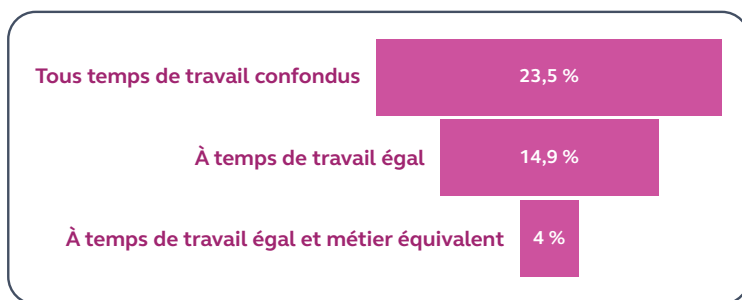 Tous temps de travail confondus 23,5 %
À temps de travail égal 14,9 %
À temps de travail égal et métier équivalent 4 %